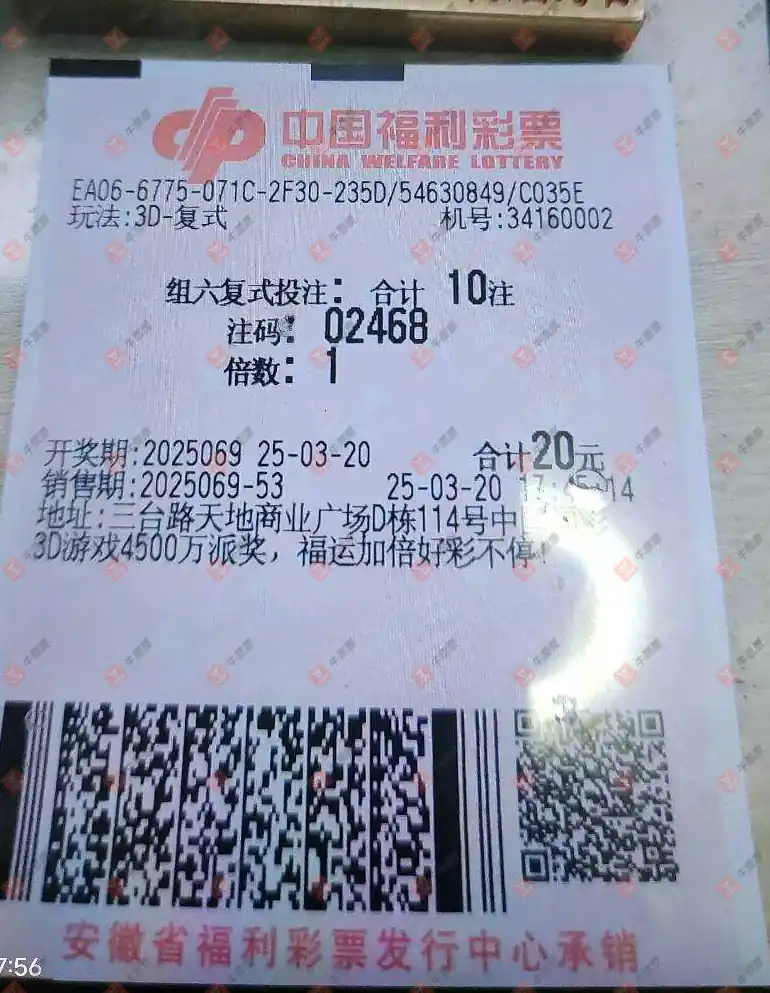 中国福利彩票
CHINA WELFARE LOTTERY
EA06-6775-071C-2F30-235D/54630849/C035E
玩法:3D-复式 机号:34160002
组六复式投注: 合计 10注
注码: 02468
倍数: 1
开奖期:2025069 25-03-20 合计20元
销售期:2025069-53 25-03-20 17:45:14
地址:三台路天地商业广场D栋114号中
3D游戏4500万派奖，福运加倍好彩不停!
安徽省福利彩票发行中心承销
7:56